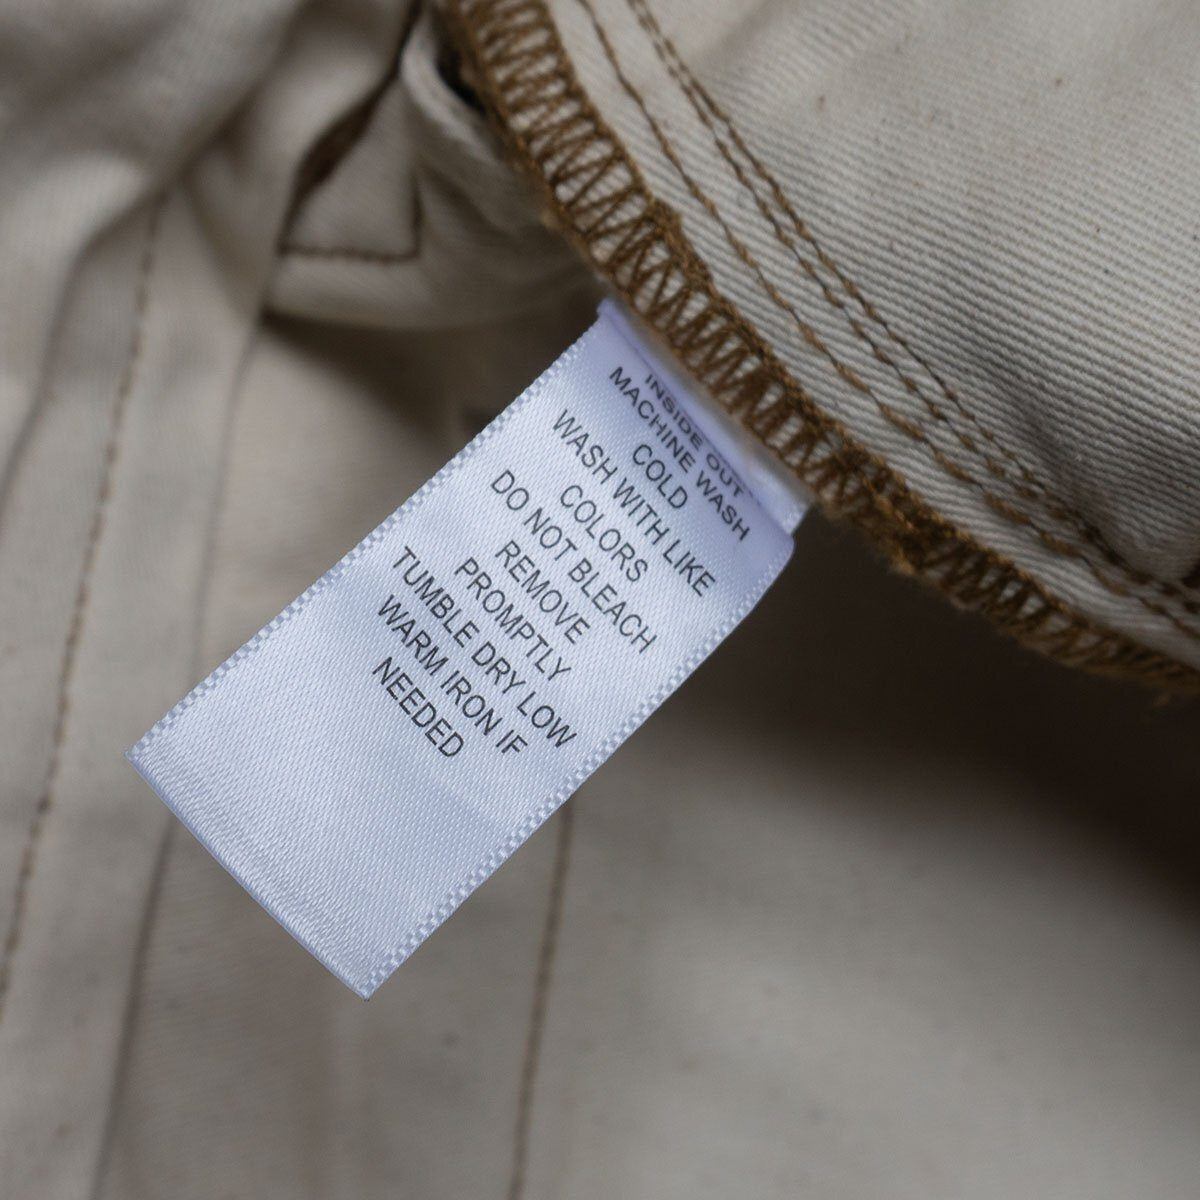 INSIDE OUT
MACHINE WASH
COLD
WASH WITH LIKE
COLORS
DO NOT BLEACH
REMOVE
PROMPTLY
TUMBLE DRY LOW
WARM IRON IF
NEEDED